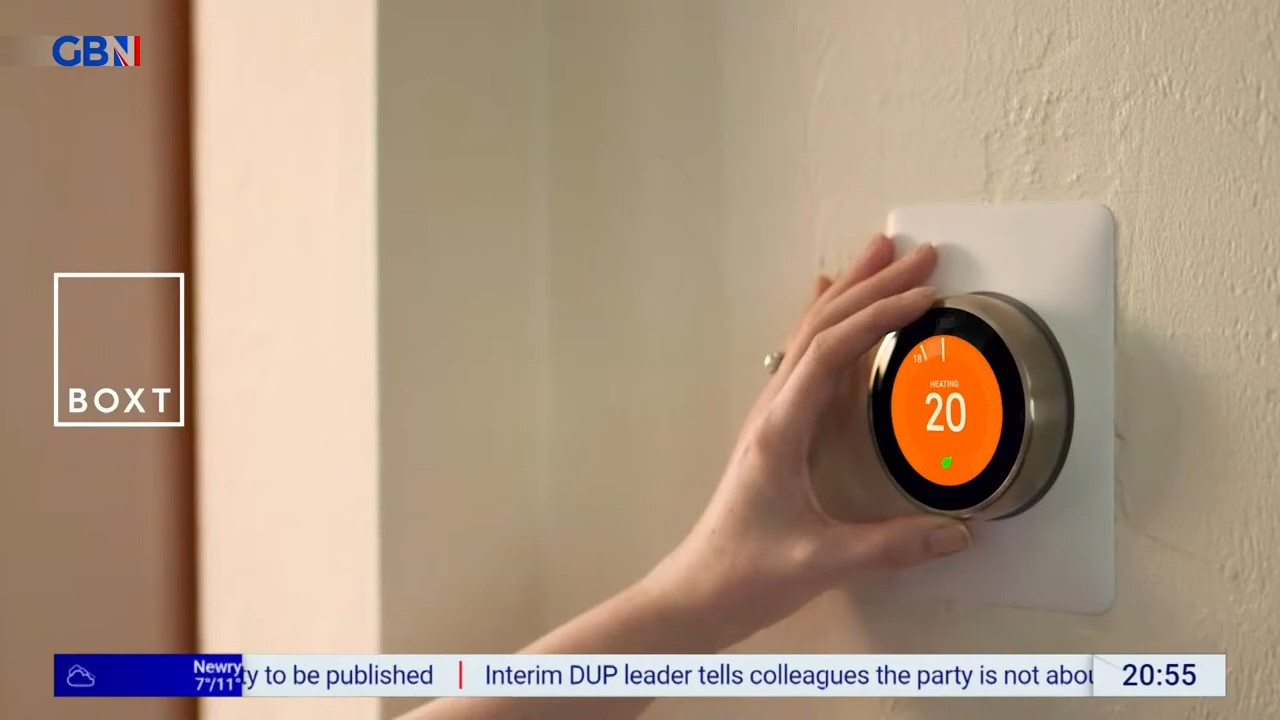 GBN
BOXT
18
HEATING
20
Newry
7°/11°
ty to be published | Interim DUP leader tells colleagues the party is not abou
20:55